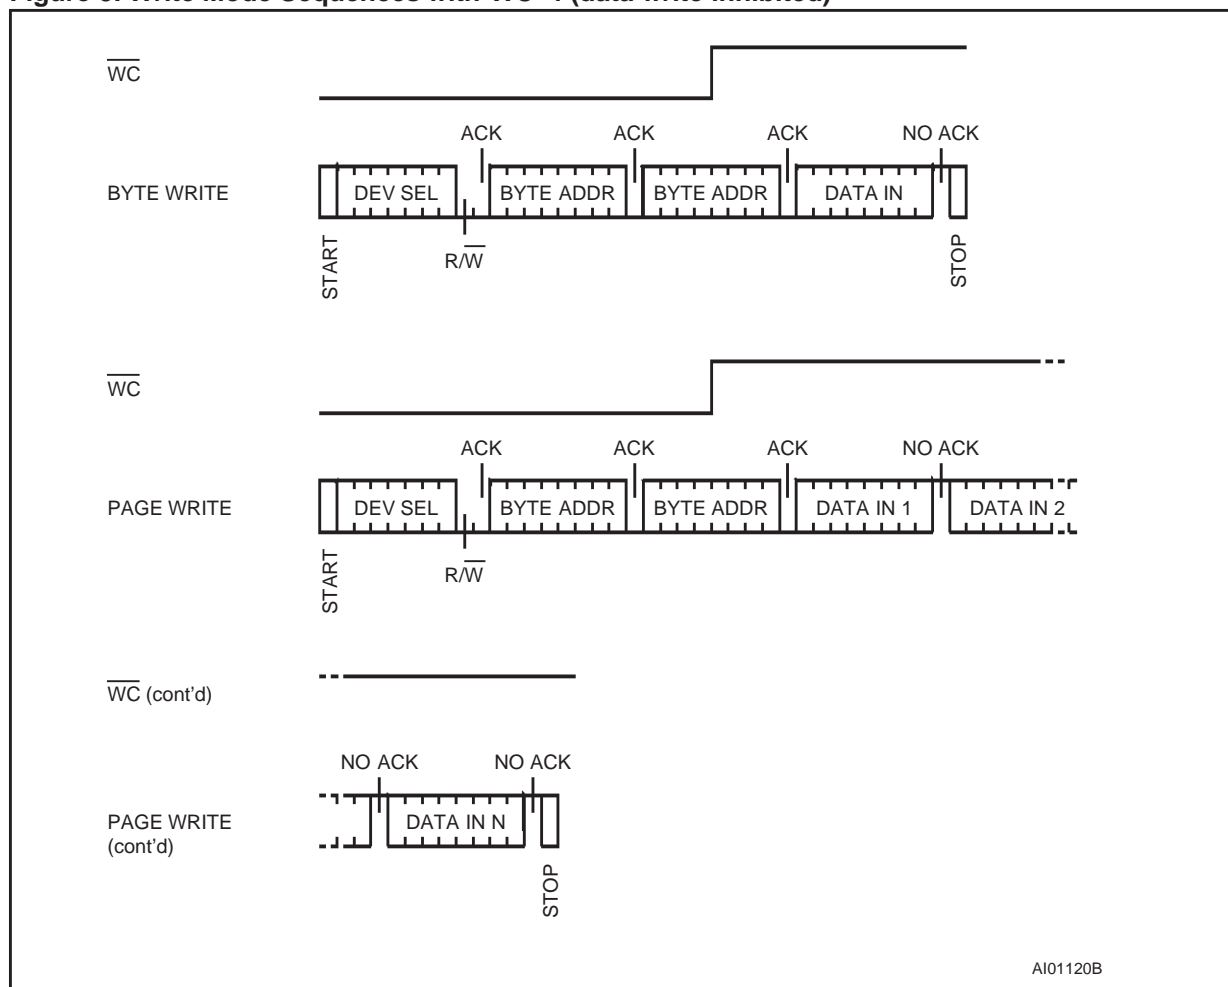 WC
ACK ACK ACK NO ACK
BYTE WRITE DEV SEL BYTE ADDR BYTE ADDR DATA IN
START R/W STOP
WC
ACK ACK ACK NO ACK
PAGE WRITE DEV SEL BYTE ADDR BYTE ADDR DATA IN 1 DATA IN 2
START R/W
WC (cont'd)
NO ACK NO ACK
PAGE WRITE DATA IN N
(cont'd)
STOP
AI01120B